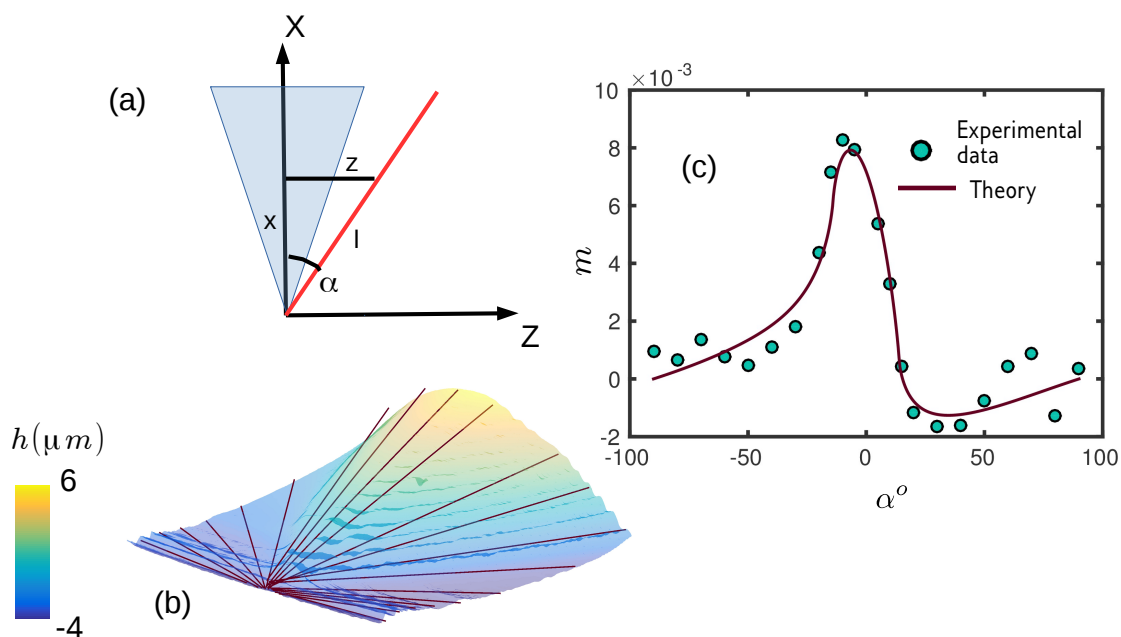 X
(a)
z
x
l
α
Z
h(μm)
6
-4
(b)
×10⁻³
10
8
6
4
2
0
-2
m
(c)
Experimental
data
Theory
-100
-50
0
50
100
αᵒ